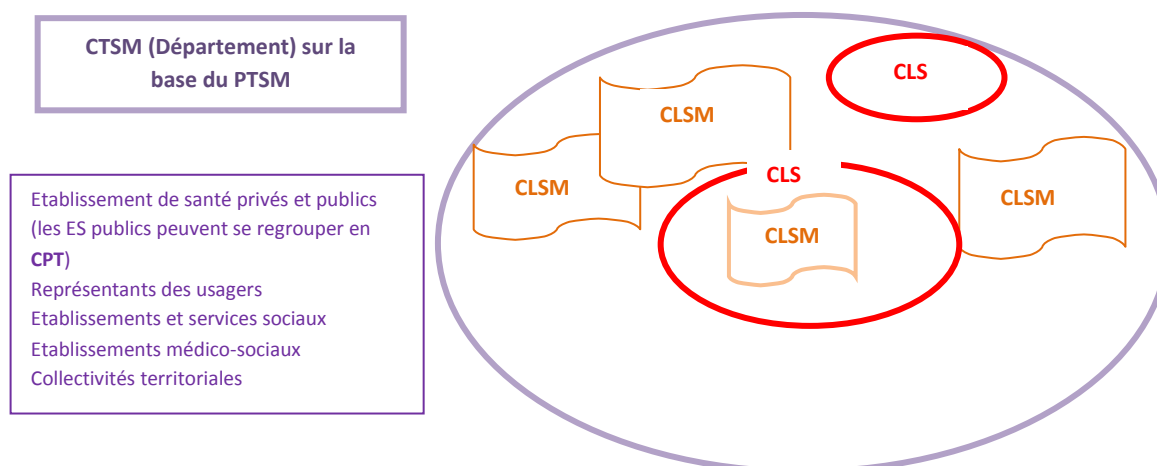 CTSM (Département) sur la
base du PTSM
Etablissement de santé privés et publics
(les ES publics peuvent se regrouper en
CPT)
Représentants des usagers
Etablissements et services sociaux
Etablissements médico-sociaux
Collectivités territoriales
CLS
CLSM
CLSM
CLS
CLSM
CLSM